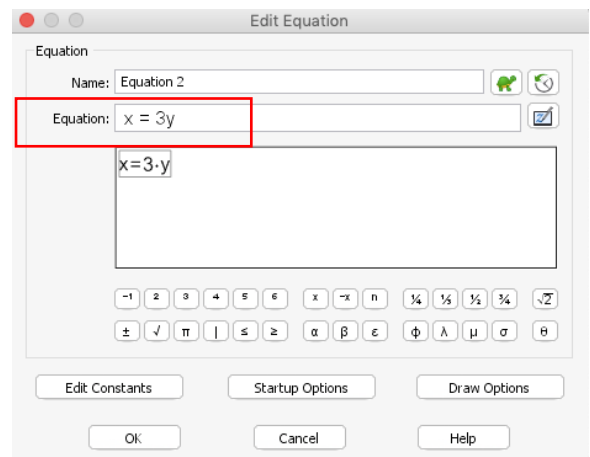 Edit Equation
Equation
Name: Equation 2
Equation: x = 3y
x=3·y
-1 2 3 4 5 6 x -x n ¼ ⅓ ½ ¾ √2
± √ π | ≤ ≥ α β ε ϕ λ μ σ θ
Edit Constants Startup Options Draw Options
OK Cancel Help